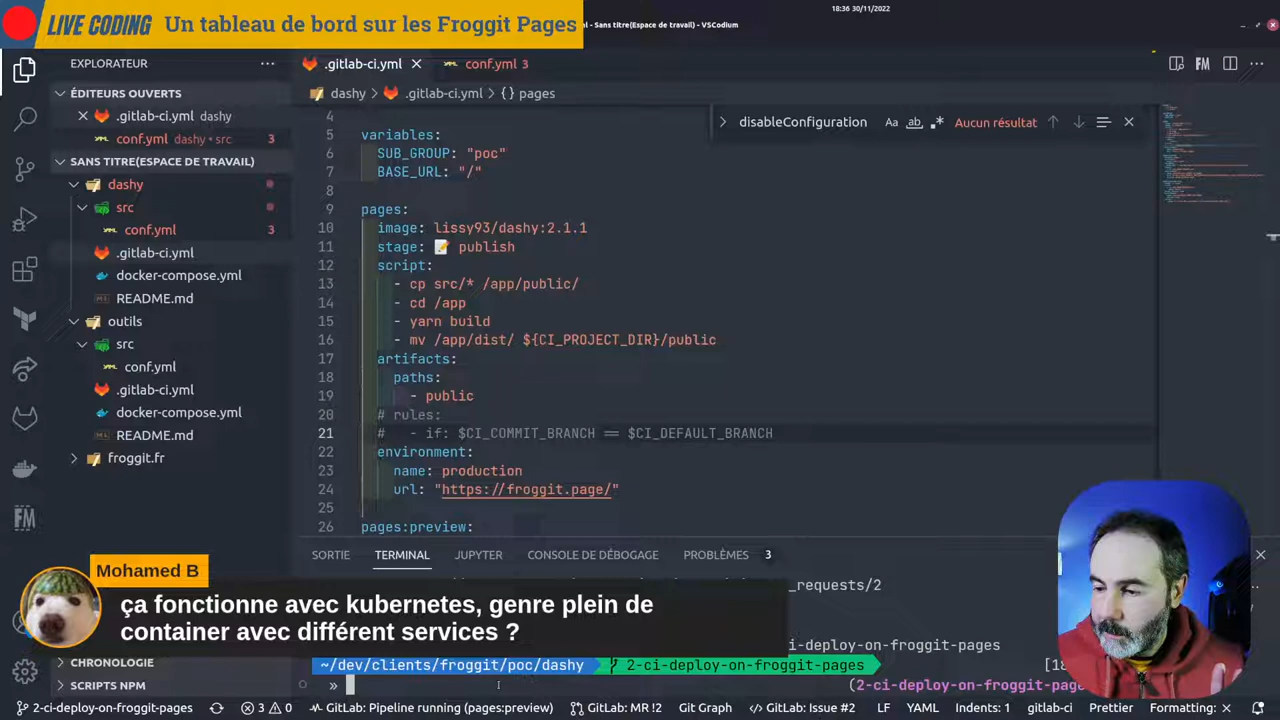 18:36 30/11/2022
LIVE CODING Un tableau de bord sur les Froggit Pages
- Sans titre(Espace de travail) - VSCodium
EXPLORATEUR
.gitlab-ci.yml
conf.yml 3
ÉDITEURS OUVERTS
.gitlab-ci.yml dashy
conf.yml dashy • src 3
SANS TITRE(ESPACE DE TRAVAIL)
dashy
src
conf.yml 3
.gitlab-ci.yml
docker-compose.yml
README.md
outils
src
conf.yml
.gitlab-ci.yml
docker-compose.yml
README.md
froggit.fr
CHRONOLOGIE
SCRIPTS NPM
dashy > .gitlab-ci.yml > {} pages
disableConfiguration Aa ab Aucun résultat
4
5 variables:
6 SUB_GROUP: "poc"
7 BASE_URL: "/"
8
9 pages:
10 image: lissy93/dashy:2.1.1
11 stage: 📝 publish
12 script:
13 - cp src/* /app/public/
14 - cd /app
15 - yarn build
16 - mv /app/dist/ ${CI_PROJECT_DIR}/public
17 artifacts:
18 paths:
19 - public
20 # rules:
21 # - if: $CI_COMMIT_BRANCH == $CI_DEFAULT_BRANCH
22 environment:
23 name: production
24 url: "https://froggit.page/"
25
26 pages:preview:
SORTIE TERMINAL JUPYTER CONSOLE DE DÉBOGAGE PROBLÈMES 3
_requests/2
ci-deploy-on-froggit-pages
~/dev/clients/froggit/poc/dashy 2-ci-deploy-on-froggit-pages [18
» (2-ci-deploy-on-froggit-page
Mohamed B
ça fonctionne avec kubernetes, genre plein de
container avec différent services ?
2-ci-deploy-on-froggit-pages 3 0 GitLab: Pipeline running (pages:preview) GitLab: MR !2 Git Graph GitLab: Issue #2 LF YAML Indents: 1 gitlab-ci Prettier Formatting: